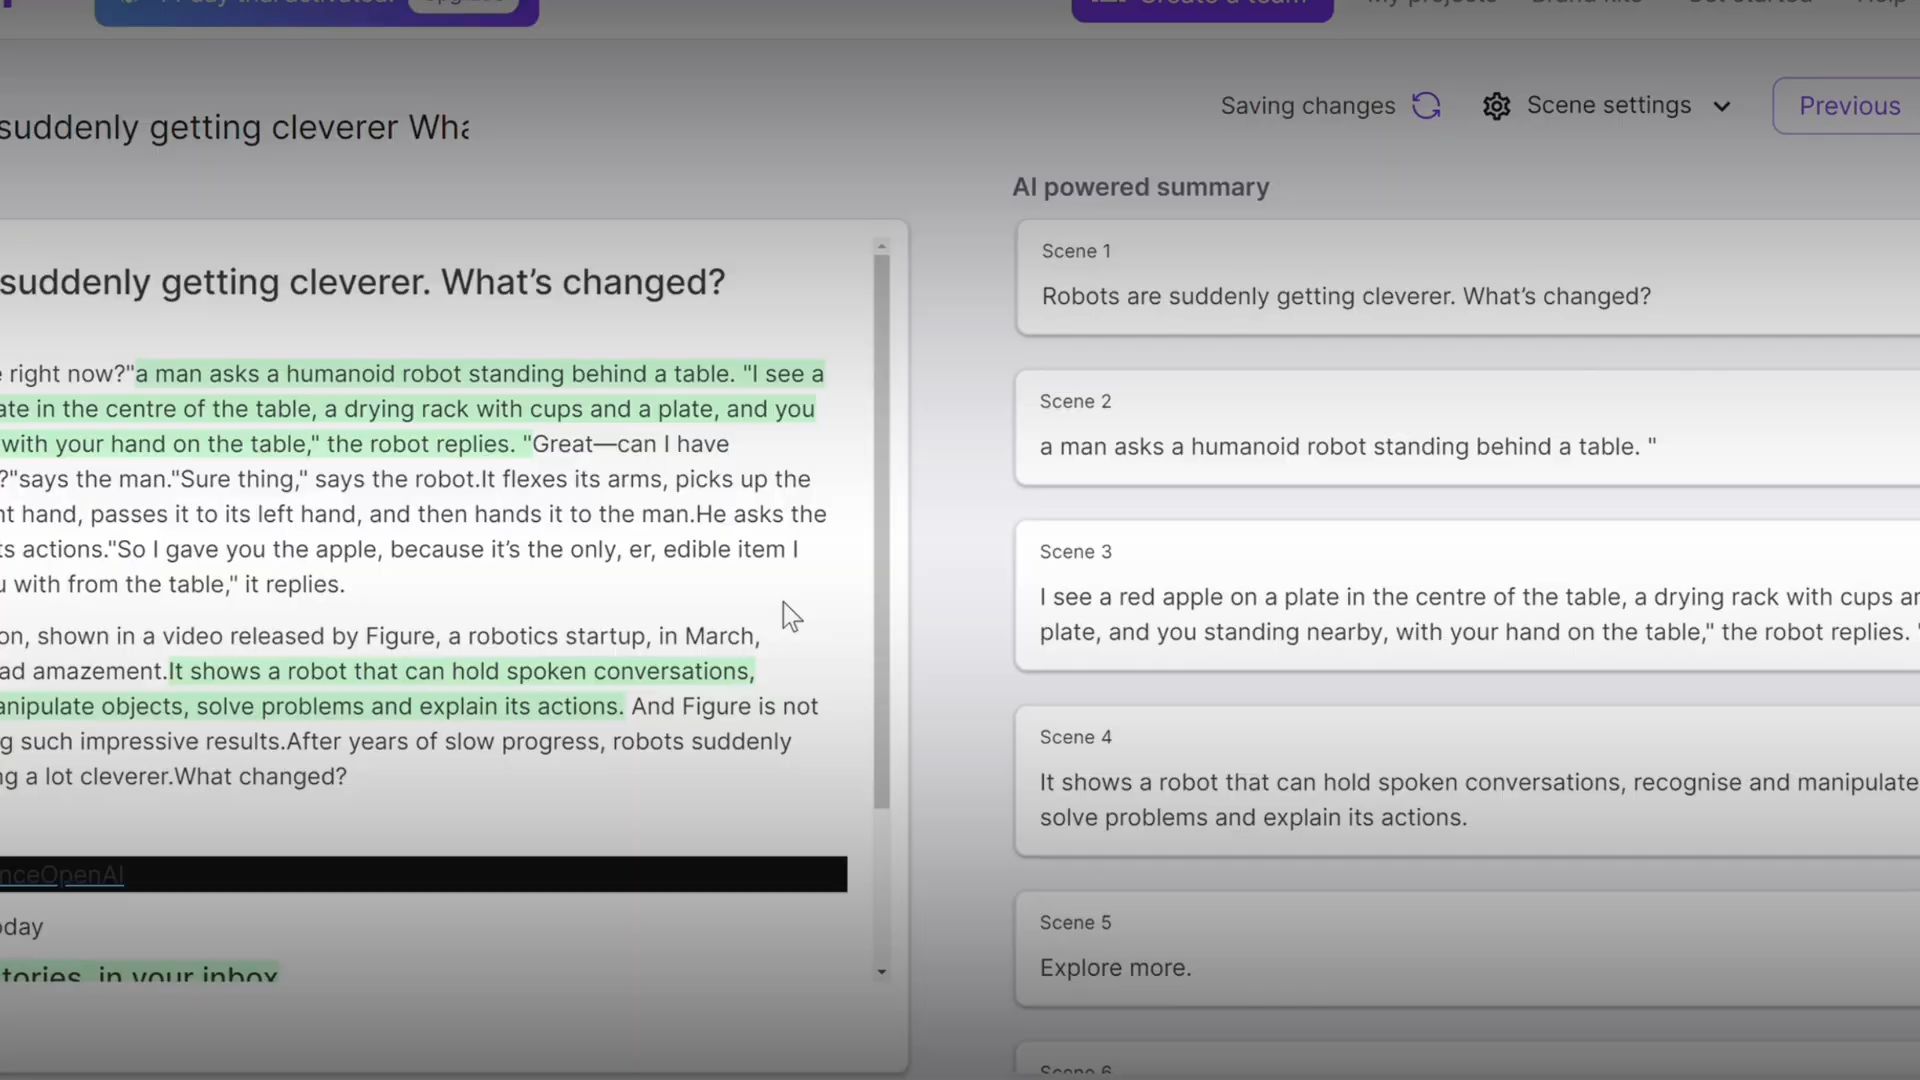 suddenly getting cleverer Wha
Saving changes
Scene settings
Previous
suddenly getting cleverer. What's changed?
right now?"a man asks a humanoid robot standing behind a table. "I see a
ate in the centre of the table, a drying rack with cups and a plate, and you
with your hand on the table," the robot replies. "Great—can I have
?"says the man."Sure thing," says the robot.It flexes its arms, picks up the
nt hand, passes it to its left hand, and then hands it to the man.He asks the
ts actions."So I gave you the apple, because it's the only, er, edible item I
u with from the table," it replies.
on, shown in a video released by Figure, a robotics startup, in March,
ad amazement.It shows a robot that can hold spoken conversations,
anipulate objects, solve problems and explain its actions. And Figure is not
g such impressive results.After years of slow progress, robots suddenly
ng a lot cleverer.What changed?
nceOpenAI
oday
tories, in your inbox
AI powered summary
Scene 1
Robots are suddenly getting cleverer. What's changed?
Scene 2
a man asks a humanoid robot standing behind a table. "
Scene 3
I see a red apple on a plate in the centre of the table, a drying rack with cups an
plate, and you standing nearby, with your hand on the table," the robot replies. "
Scene 4
It shows a robot that can hold spoken conversations, recognise and manipulate
solve problems and explain its actions.
Scene 5
Explore more.
Scene 6